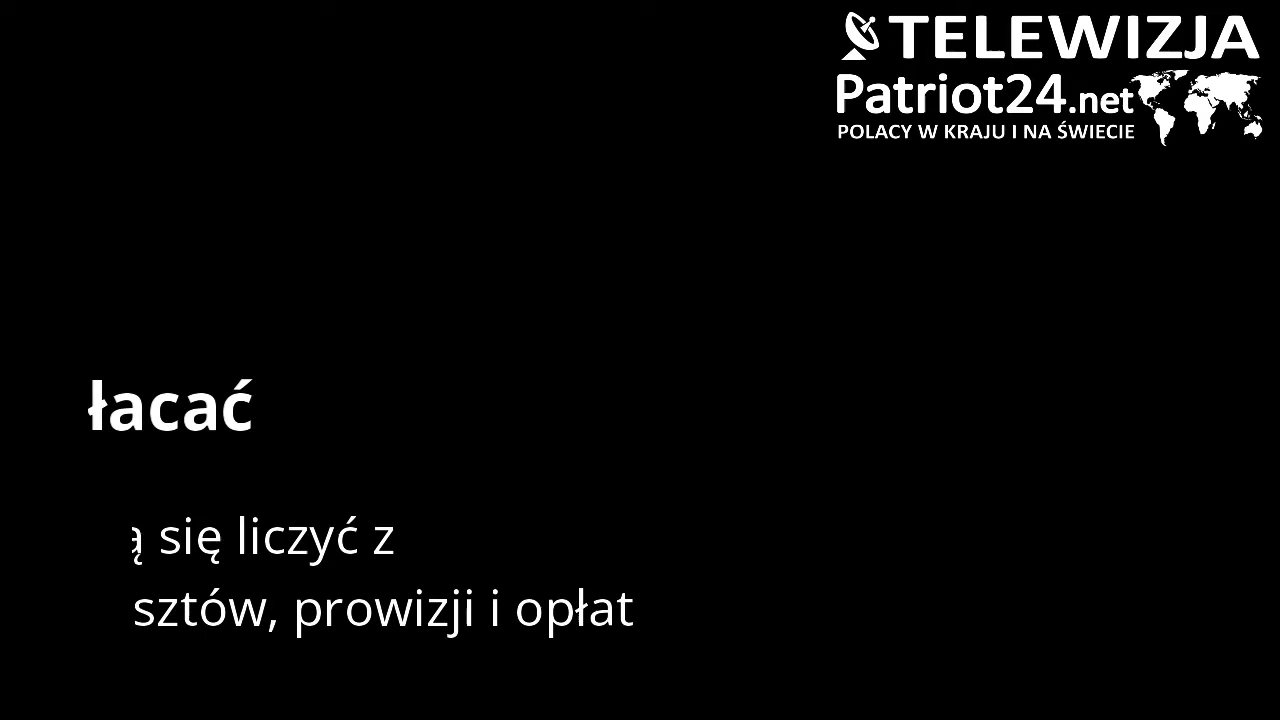 TELEWIZJA
Patriot24.net
POLACY W KRAJU I NA ŚWIECIE
łacać
ą się liczyć z
sztów, prowizji i opłat